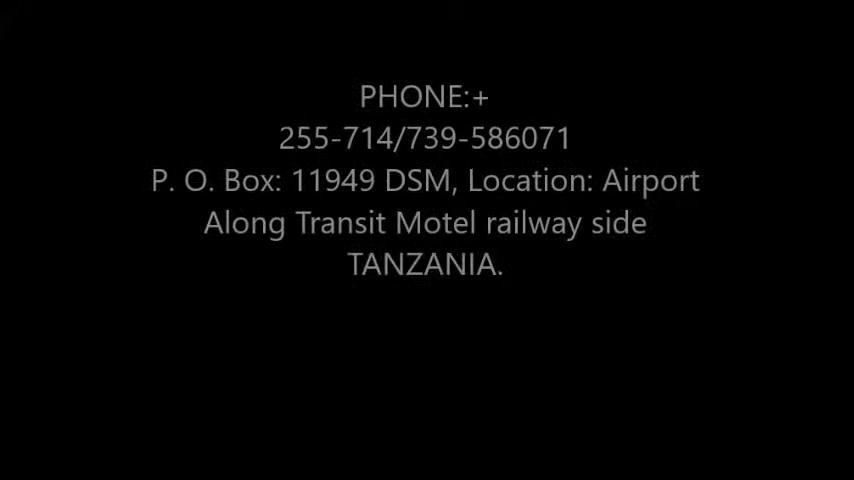 PHONE:+
255-714/739-586071
P. O. Box: 11949 DSM, Location: Airport
Along Transit Motel railway side
TANZANIA.